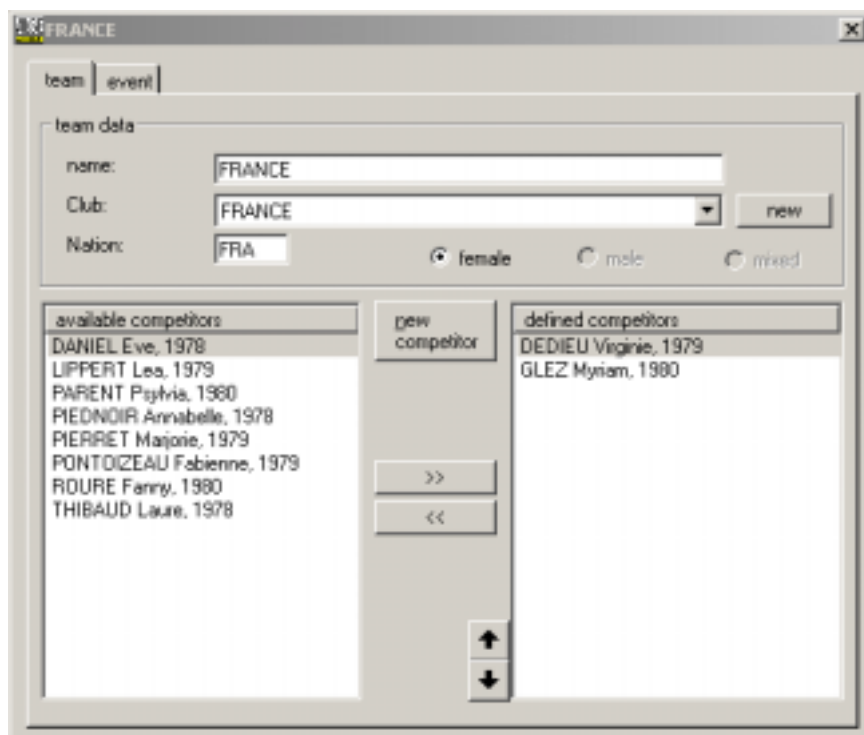 FRANCE
team event
team data
name: FRANCE
Club: FRANCE new
Nation: FRA female male mixed
available competitors
DANIEL Eve, 1978
LIPPERT Lea, 1979
PARENT Psylvia, 1980
PIEDNOIR Annabelle, 1978
PIERRET Marjorie, 1979
PONTOIZEAU Fabienne, 1979
ROURE Fanny, 1980
THIBAUD Laure, 1978
new
competitor
>>
<<
defined competitors
DEDIEU Virginie, 1979
GLEZ Myriam, 1980